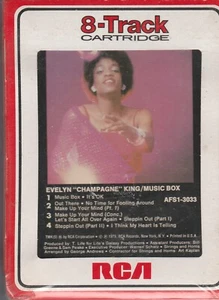 8-Track
CARTRIDGE
EVELYN "CHAMPAGNE" KING/MUSIC BOX
AFS1-3033
1 Music Box • It's OK
2 Out There • No Time for Fooling Around
Make Up Your Mind (Pt. I)
3 Make Up Your Mind (Conc.)
Let's Start All Over Again • Steppin Out (Part I)
4 Steppin Out (Part II) • I Think My Heart Is Telling
RCA